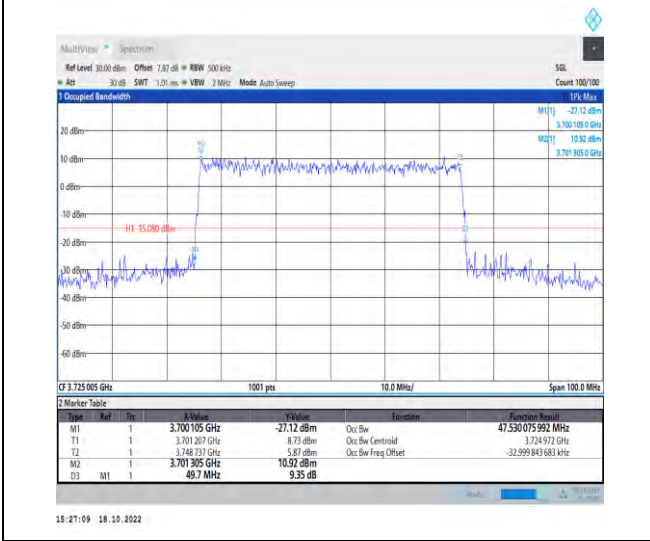 MultiView Spectrum
Ref Level 30.00 dBm Offset 7.87 dB RBW 500 kHz SGL
Att 30 dB SWT 1.01 ms VBW 2 MHz Mode Auto Sweep Count 100/100
1 Occupied Bandwidth 1Pk Max
M1[1] -27.12 dBm
3.700 105 0 GHz
M2[1] 10.92 dBm
3.701 305 0 GHz
20 dBm
10 dBm
0 dBm
-10 dBm
H1 -15.080 dBm
-20 dBm
-30 dBm
-40 dBm
-50 dBm
-60 dBm
CF 3.725 005 GHz 1001 pts 10.0 MHz/ Span 100.0 MHz
2 Marker Table
Type Ref Trc X-Value Y-Value Function Function Result
M1 1 3.700105 GHz -27.12 dBm Occ Bw 47.530 075 992 MHz
T1 1 3.701 207 GHz 8.73 dBm Occ Bw Centroid 3.724 972 GHz
T2 1 3.748 737 GHz 5.87 dBm Occ Bw Freq Offset -32.999 843 683 kHz
M2 1 3.701 305 GHz 10.92 dBm
D3 M1 1 49.7 MHz 9.35 dB
15:27:09 18.10.2022